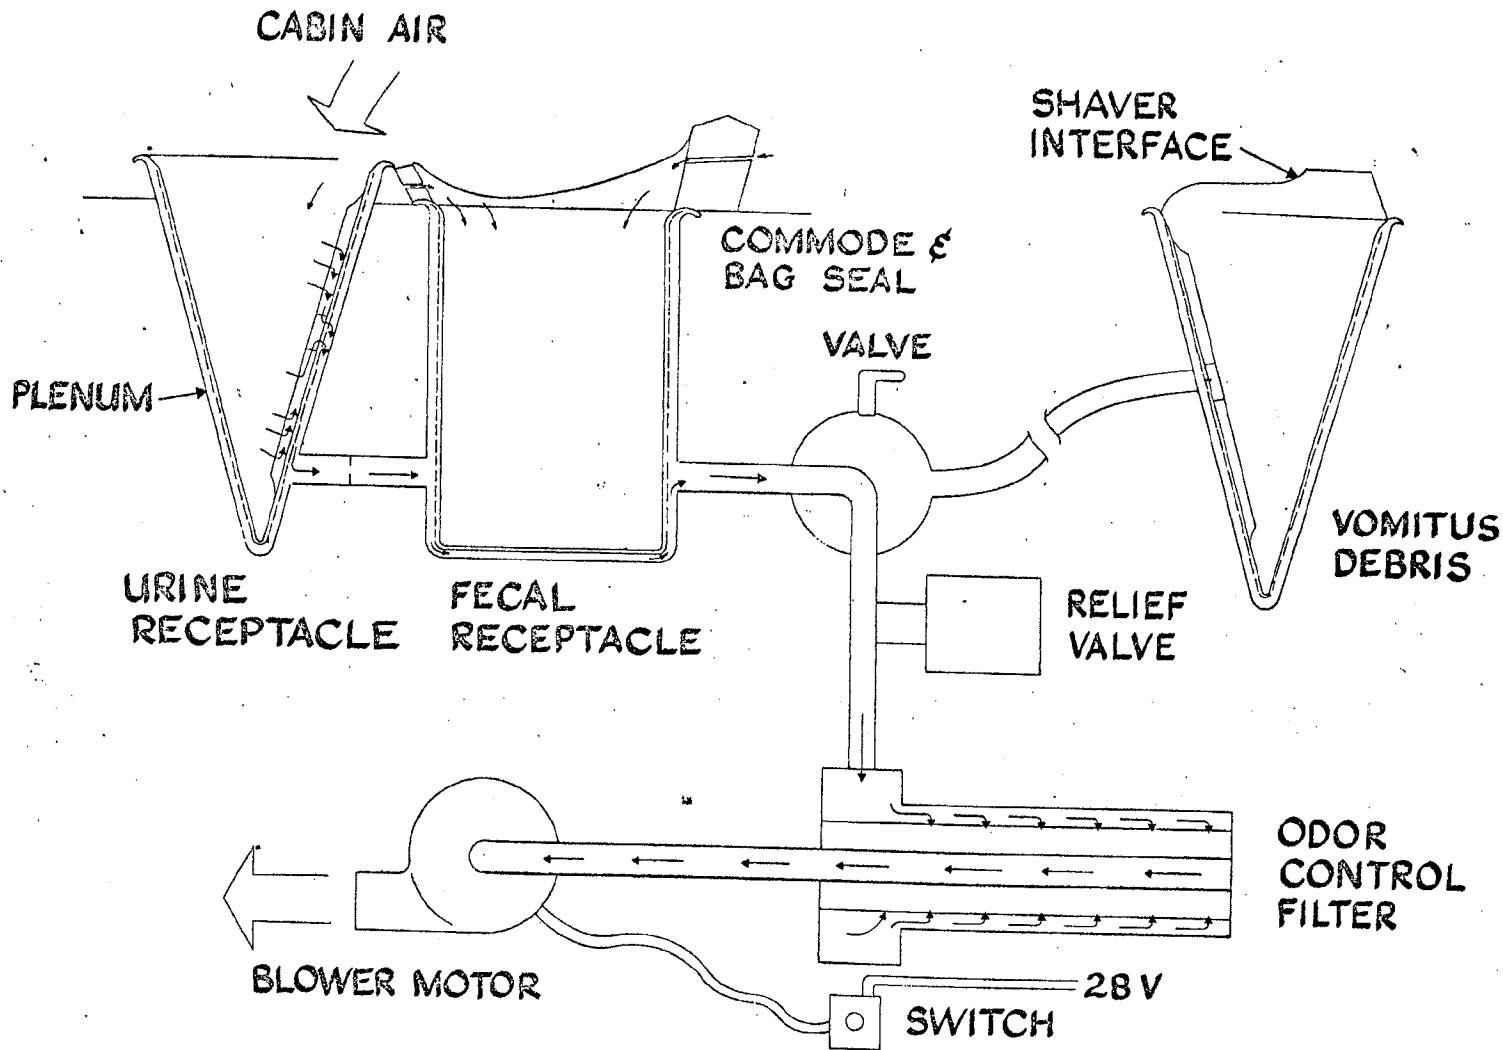 CABIN AIR
SHAVER
INTERFACE
COMMODE &
BAG SEAL
VALVE
PLENUM
VOMITUS
DEBRIS
URINE
RECEPTACLE
FECAL
RECEPTACLE
RELIEF
VALVE
ODOR
CONTROL
FILTER
BLOWER MOTOR
28 V
SWITCH